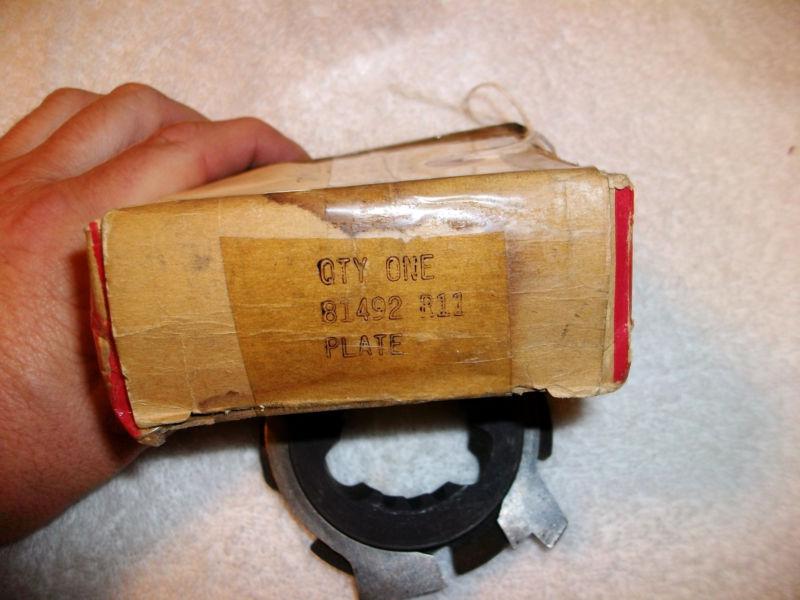 QTY ONE
81492 R11
PLATE